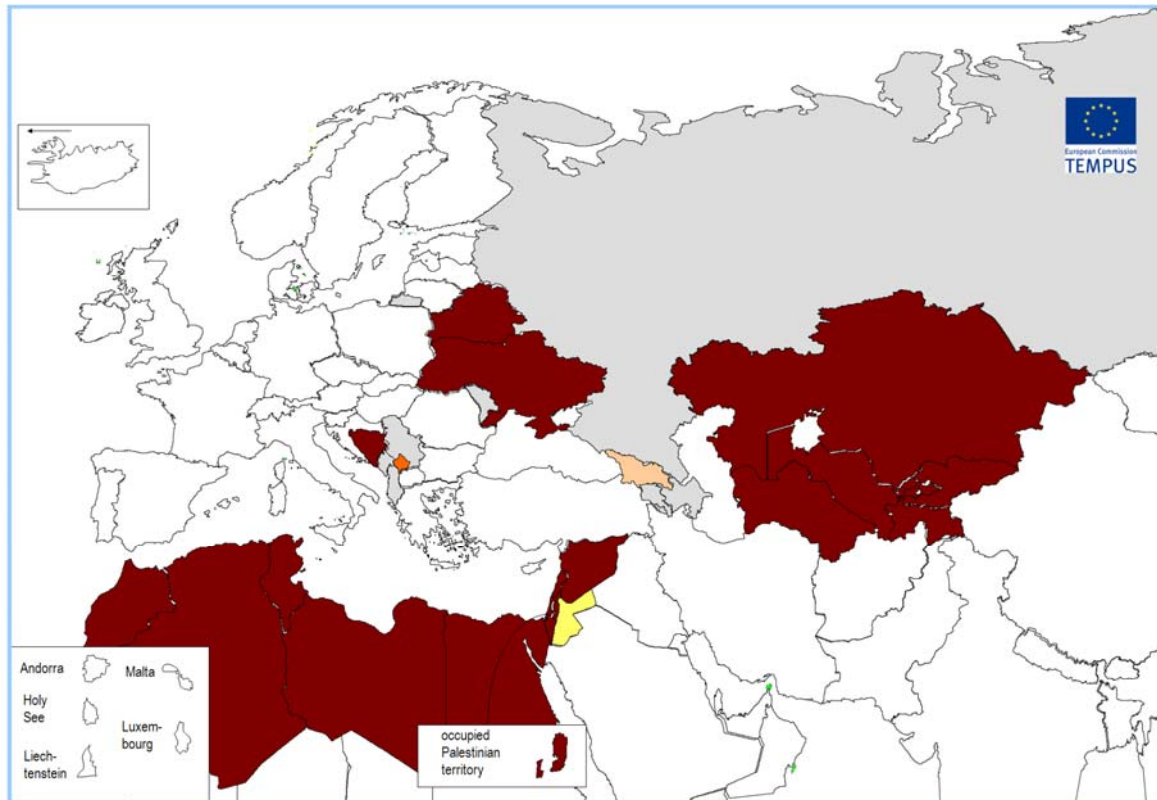 European Commission
TEMPUS
Andorra
Malta
Holy
See
Luxem-
bourg
Liech-
tenstein
occupied
Palestinian
territory